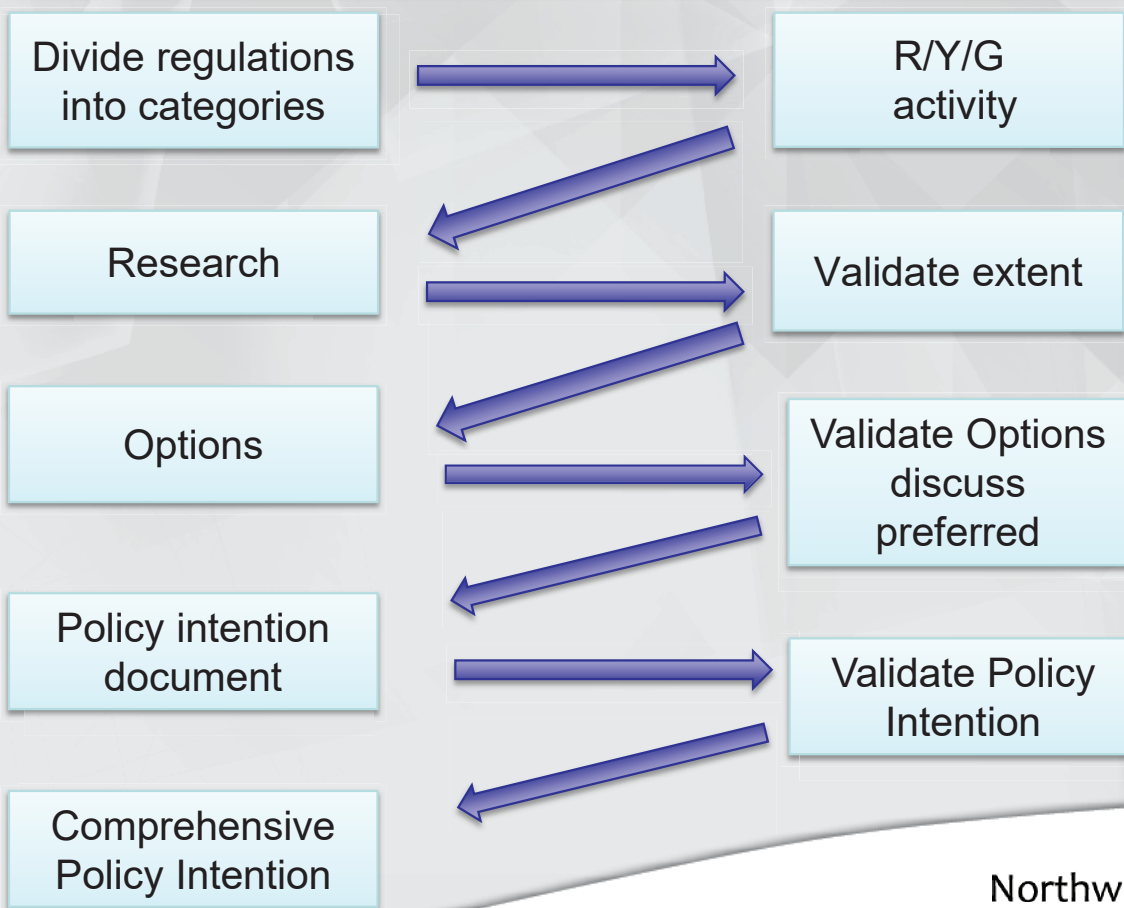 Divide regulations
into categories
R/Y/G
activity
Research
Validate extent
Options
Validate Options
discuss
preferred
Policy intention
document
Validate Policy
Intention
Comprehensive
Policy Intention
Northw